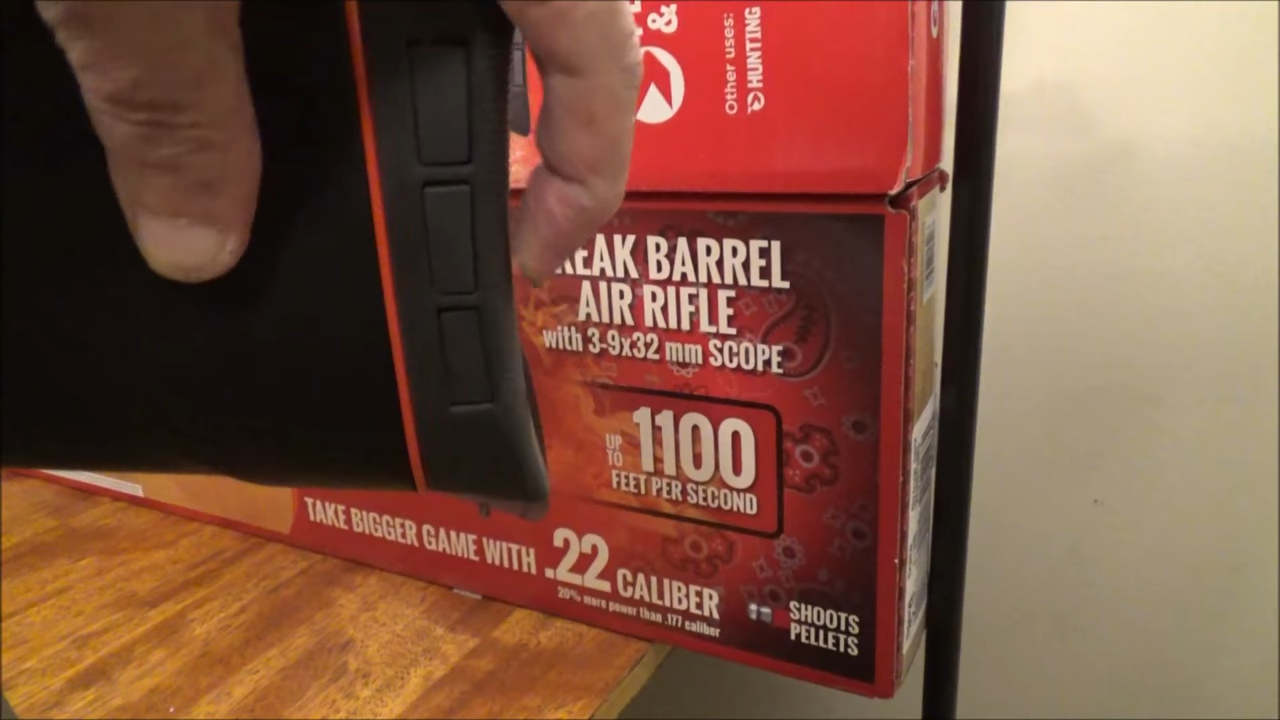 &
Other uses:
HUNTING
REAK BARREL
AIR RIFLE
with 3-9x32 mm SCOPE
UP TO 1100
FEET PER SECOND
TAKE BIGGER GAME WITH .22 CALIBER
20% more power than .177 caliber
SHOOTS
PELLETS